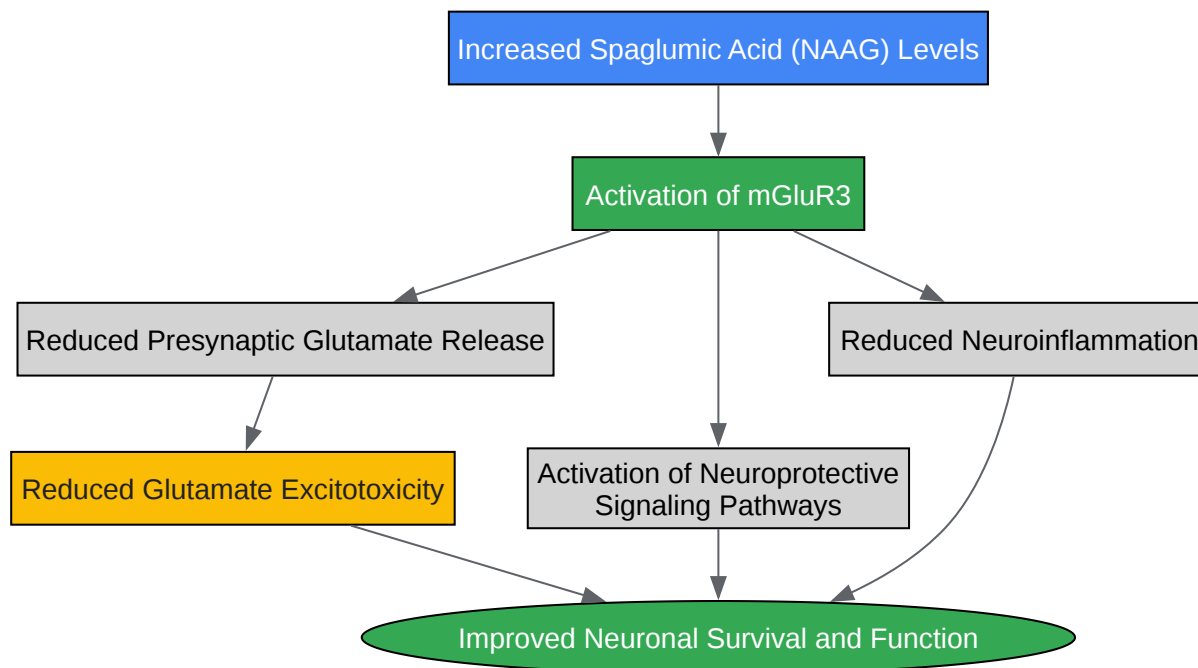 Increased Spaglumic Acid (NAAG) Levels
Activation of mGluR3
Reduced Presynaptic Glutamate Release
Reduced Neuroinflammation
Reduced Glutamate Excitotoxicity
Activation of Neuroprotective
Signaling Pathways
Improved Neuronal Survival and Function